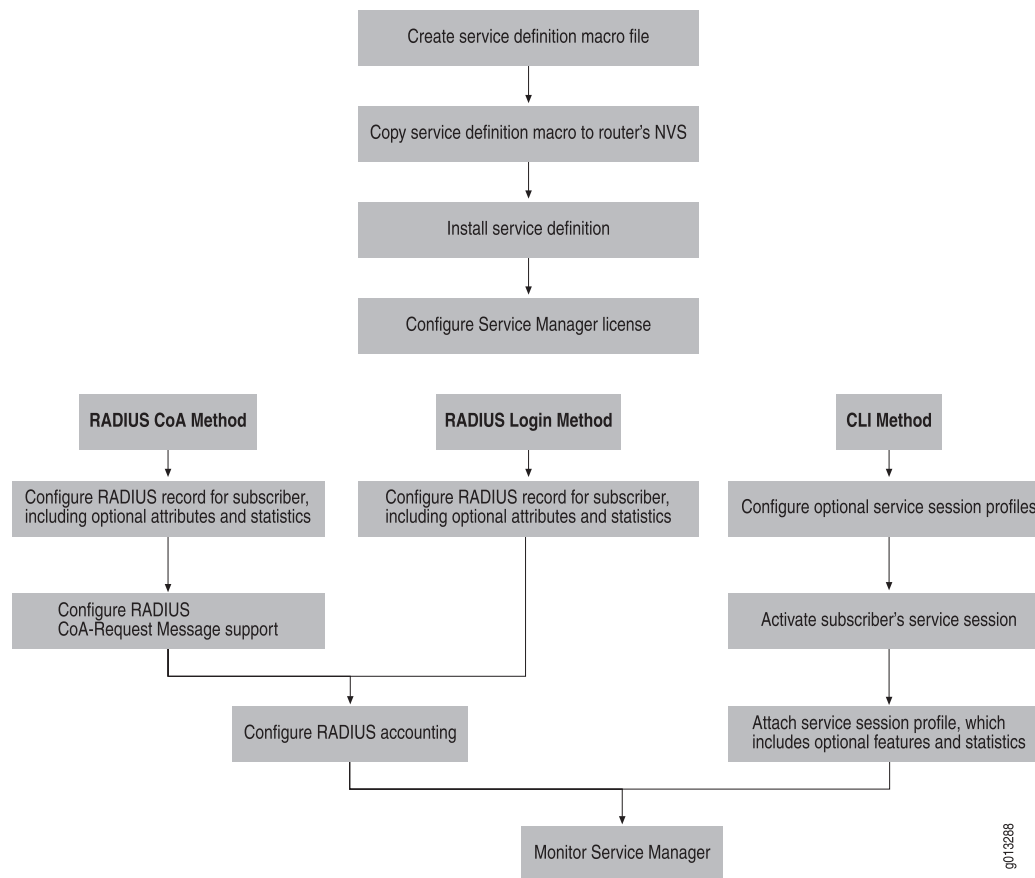 Create service definition macro file
Copy service definition macro to router's NVS
Install service definition
Configure Service Manager license
RADIUS CoA Method
RADIUS Login Method
CLI Method
Configure RADIUS record for subscriber,
including optional attributes and statistics
Configure RADIUS record for subscriber,
including optional attributes and statistics
Configure optional service session profiles
Configure RADIUS
CoA-Request Message support
Activate subscriber's service session
Configure RADIUS accounting
Attach service session profile, which
includes optional features and statistics
Monitor Service Manager
g013288